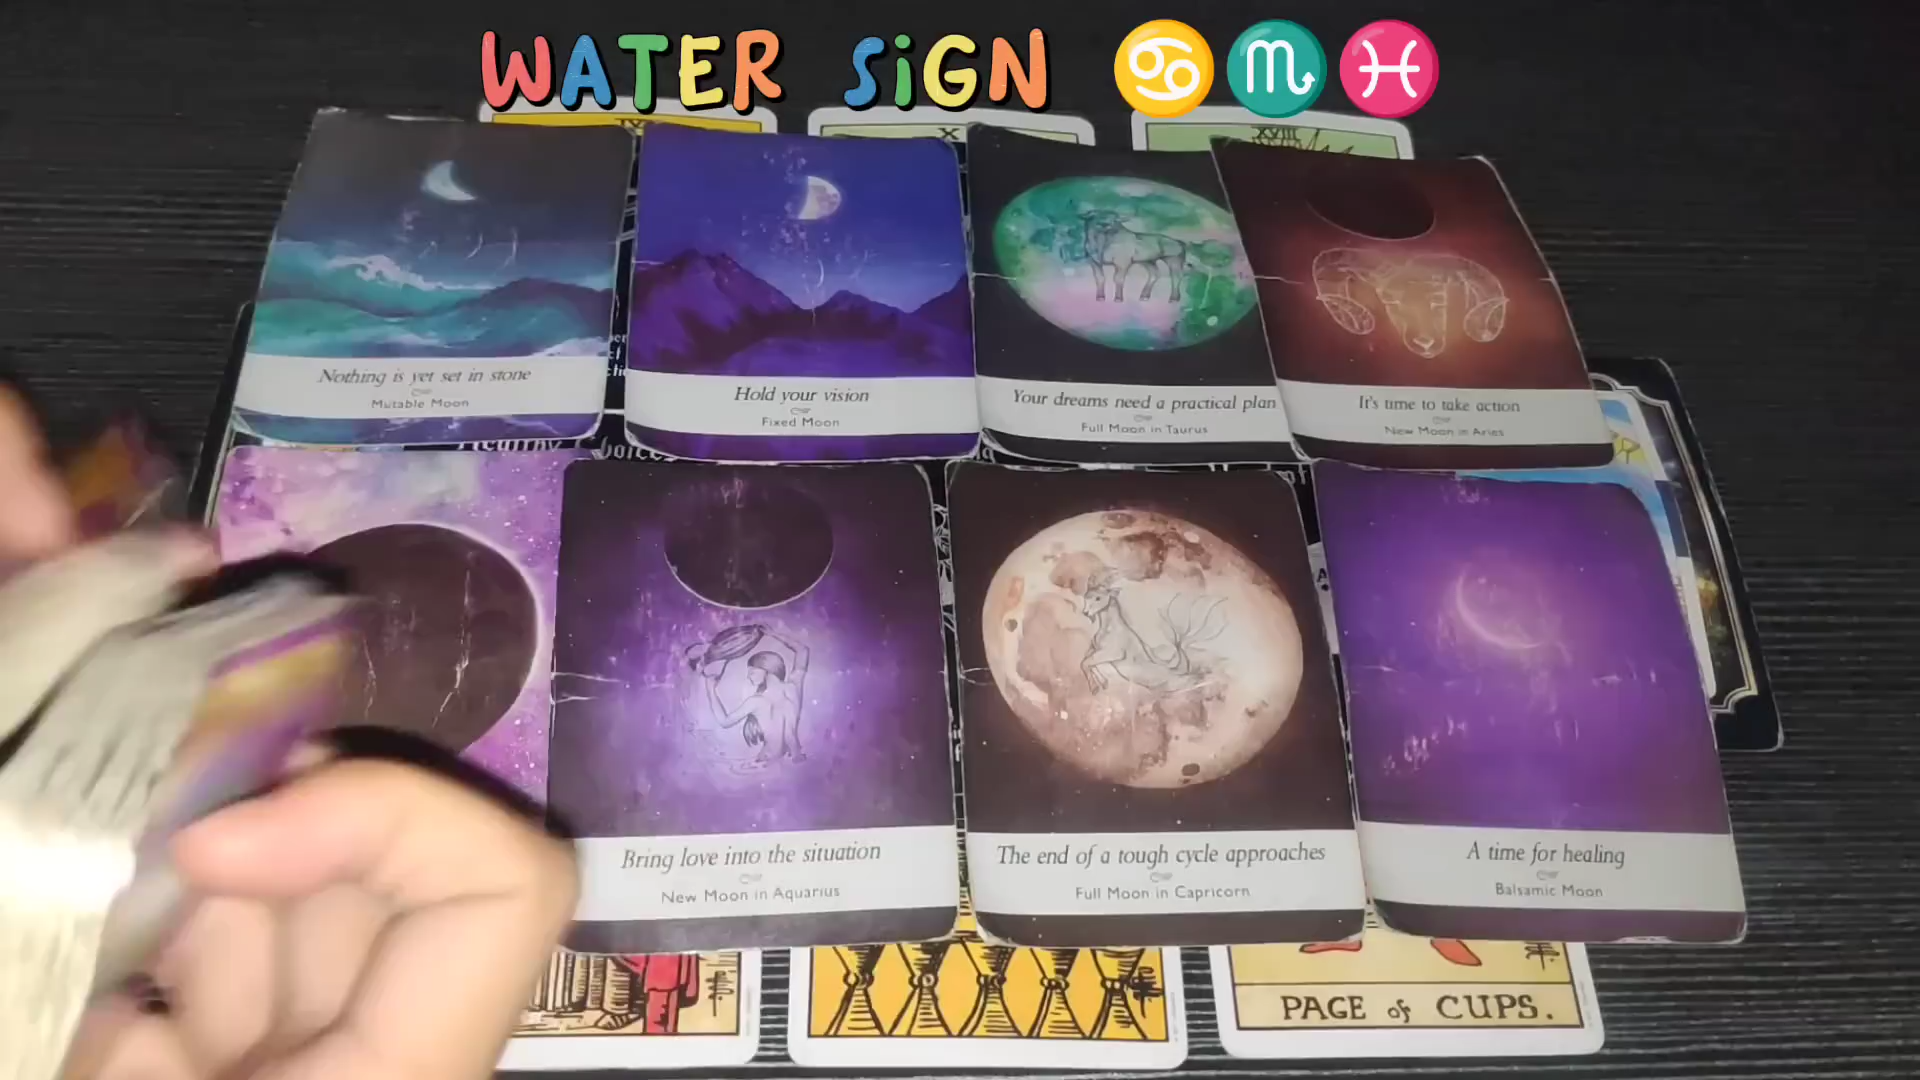 WATER SiGN ♋♏♓
X
XVIII
Nothing is yet set in stone
Mutable Moon
Hold your vision
Fixed Moon
Your dreams need a practical plan
Full Moon in Taurus
It's time to take action
New Moon in Aries
Bring love into the situation
New Moon in Aquarius
The end of a tough cycle approaches
Full Moon in Capricorn
A time for healing
Balsamic Moon
PAGE of CUPS.